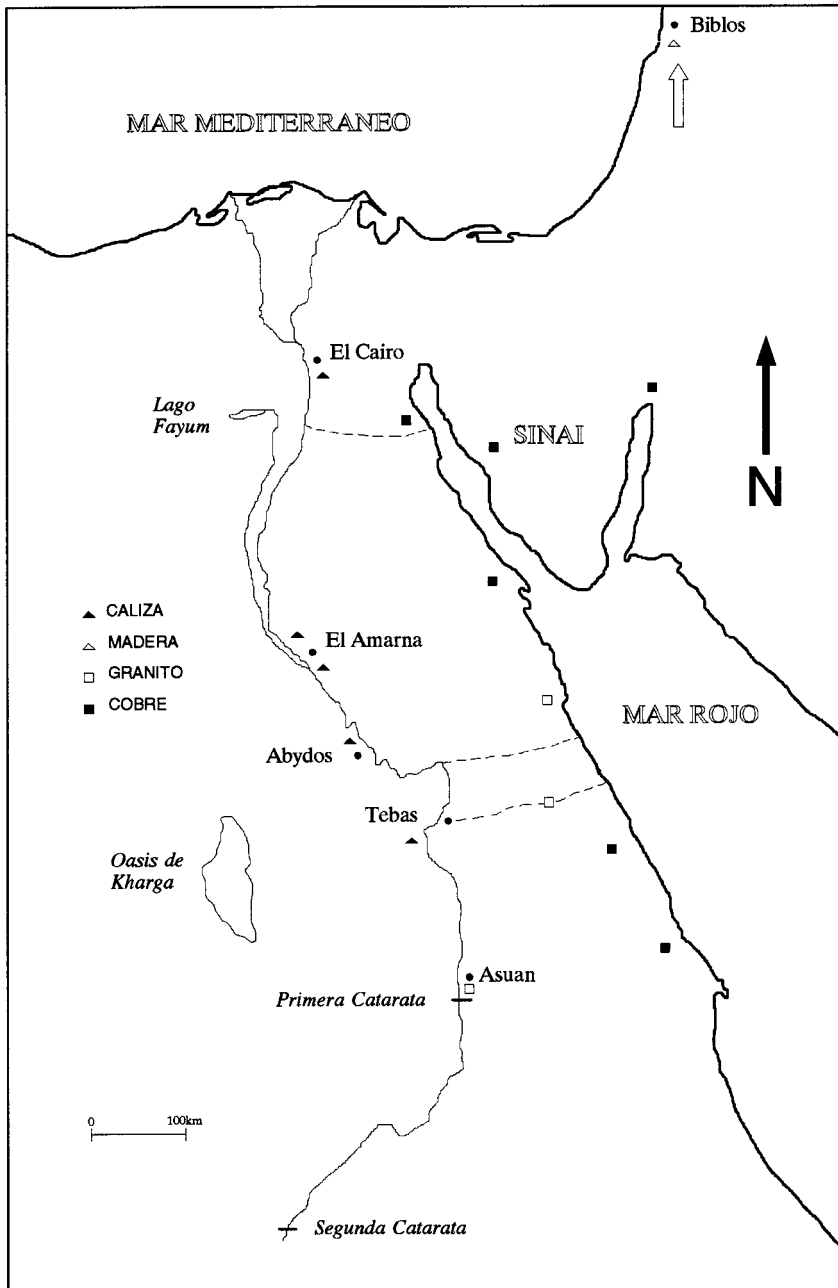 Biblos
MAR MEDITERRANEO
El Cairo
Lago
Fayum
SINAI
N
CALIZA
MADERA
GRANITO
COBRE
El Amarna
MAR ROJO
Abydos
Tebas
Oasis de
Kharga
Asuan
Primera Catarata
0 100km
Segunda Catarata